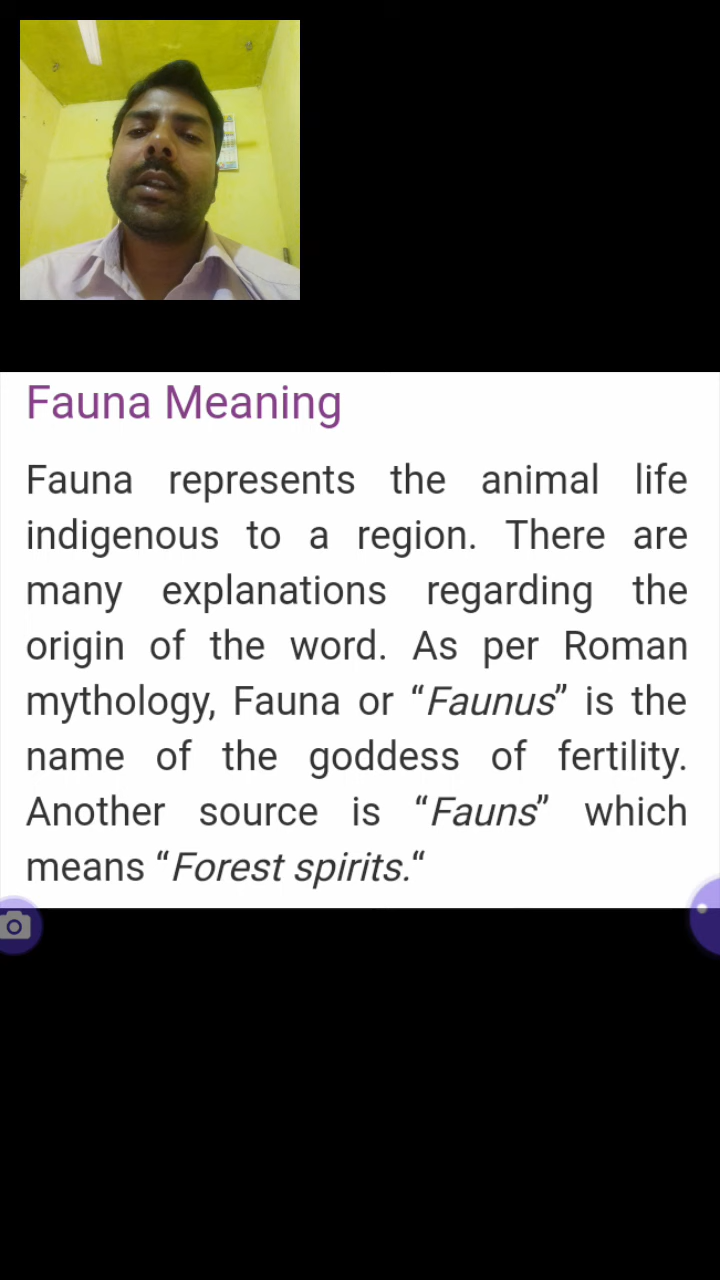 Fauna Meaning
Fauna represents the animal life
indigenous to a region. There are
many explanations regarding the
origin of the word. As per Roman
mythology, Fauna or “Faunus” is the
name of the goddess of fertility.
Another source is “Fauns” which
means “Forest spirits.“